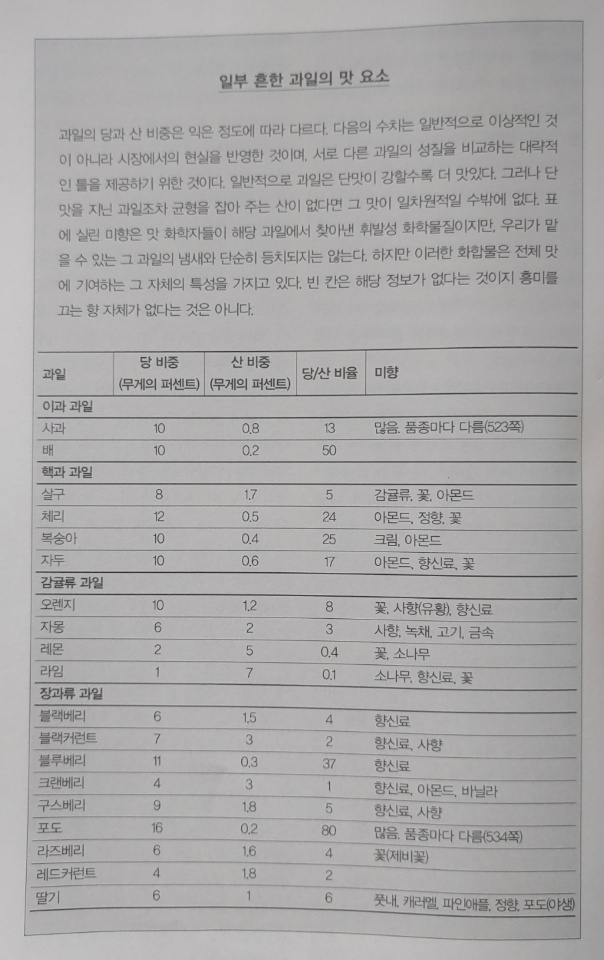 일부 흔한 과일의 맛 요소
과일의 당과 산 비중은 익은 정도에 따라 다르다. 다음의 수치는 일반적으로 이상적인 것
이 아니라 시장에서의 현실을 반영한 것이며, 서로 다른 과일의 성질을 비교하는 대략적
인 틀을 제공하기 위한 것이다. 일반적으로 과일은 단맛이 강할수록 더 맛있다. 그러나 단
맛을 지닌 과일조차 균형을 잡아 주는 산이 없다면 그 맛이 일차원적일 수밖에 없다. 표
에 실린 미향은 맛 화학자들이 해당 과일에서 찾아낸 휘발성 화학물질이지만, 우리가 맡
을 수 있는 그 과일의 냄새와 단순히 등치되지는 않는다. 하지만 이러한 화합물은 전체 맛
에 기여하는 그 자체의 특성을 가지고 있다. 빈 칸은 해당 정보가 없다는 것이지 흥미를
끄는 향 자체가 없다는 것은 아니다.
과일 당 비중 (무게의 퍼센트) 산 비중 (무게의 퍼센트) 당/산 비율 미향
이과 과일
사과 10 0.8 13 많음. 품종마다 다름(523쪽)
배 10 0.2 50
핵과 과일
살구 8 1.7 5 감귤류, 꽃, 아몬드
체리 12 0.5 24 아몬드, 정향, 꽃
복숭아 10 0.4 25 크림, 아몬드
자두 10 0.6 17 아몬드, 향신료, 꽃
감귤류 과일
오렌지 10 1.2 8 꽃, 사향(유황), 향신료
자몽 6 2 3 사향, 녹채, 고기, 금속
레몬 2 5 0.4 꽃, 소나무
라임 1 7 0.1 소나무, 향신료, 꽃
장과류 과일
블랙베리 6 1.5 4 향신료
블랙커런트 7 3 2 향신료, 사향
블루베리 11 0.3 37 향신료
크랜베리 4 3 1 향신료, 아몬드, 바닐라
구스베리 9 1.8 5 향신료, 사향
포도 16 0.2 80 많음. 품종마다 다름(534쪽)
라즈베리 6 1.6 4 꽃(제비꽃)
레드커런트 4 1.8 2
딸기 6 1 6 풋내, 캐러멜, 파인애플, 정향, 포도(야생)